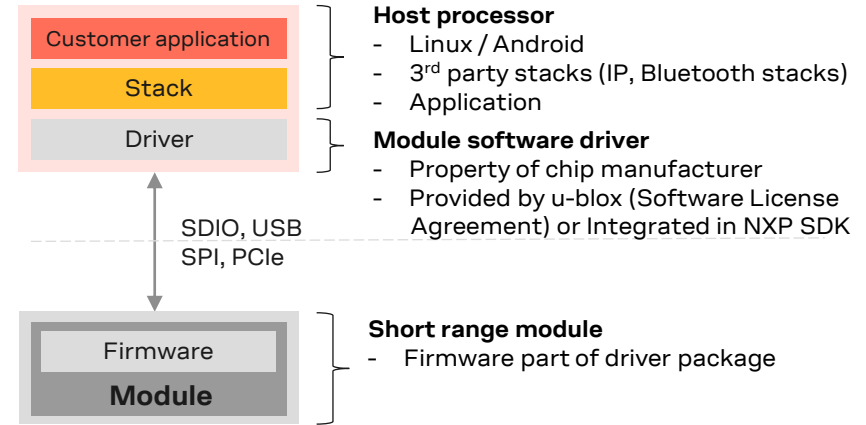 Customer application
Stack
Driver
Host processor
- Linux / Android
- 3rd party stacks (IP, Bluetooth stacks)
- Application
Module software driver
- Property of chip manufacturer
- Provided by u-blox (Software License
Agreement) or Integrated in NXP SDK
SDIO, USB
SPI, PCIe
Firmware
Module
Short range module
- Firmware part of driver package